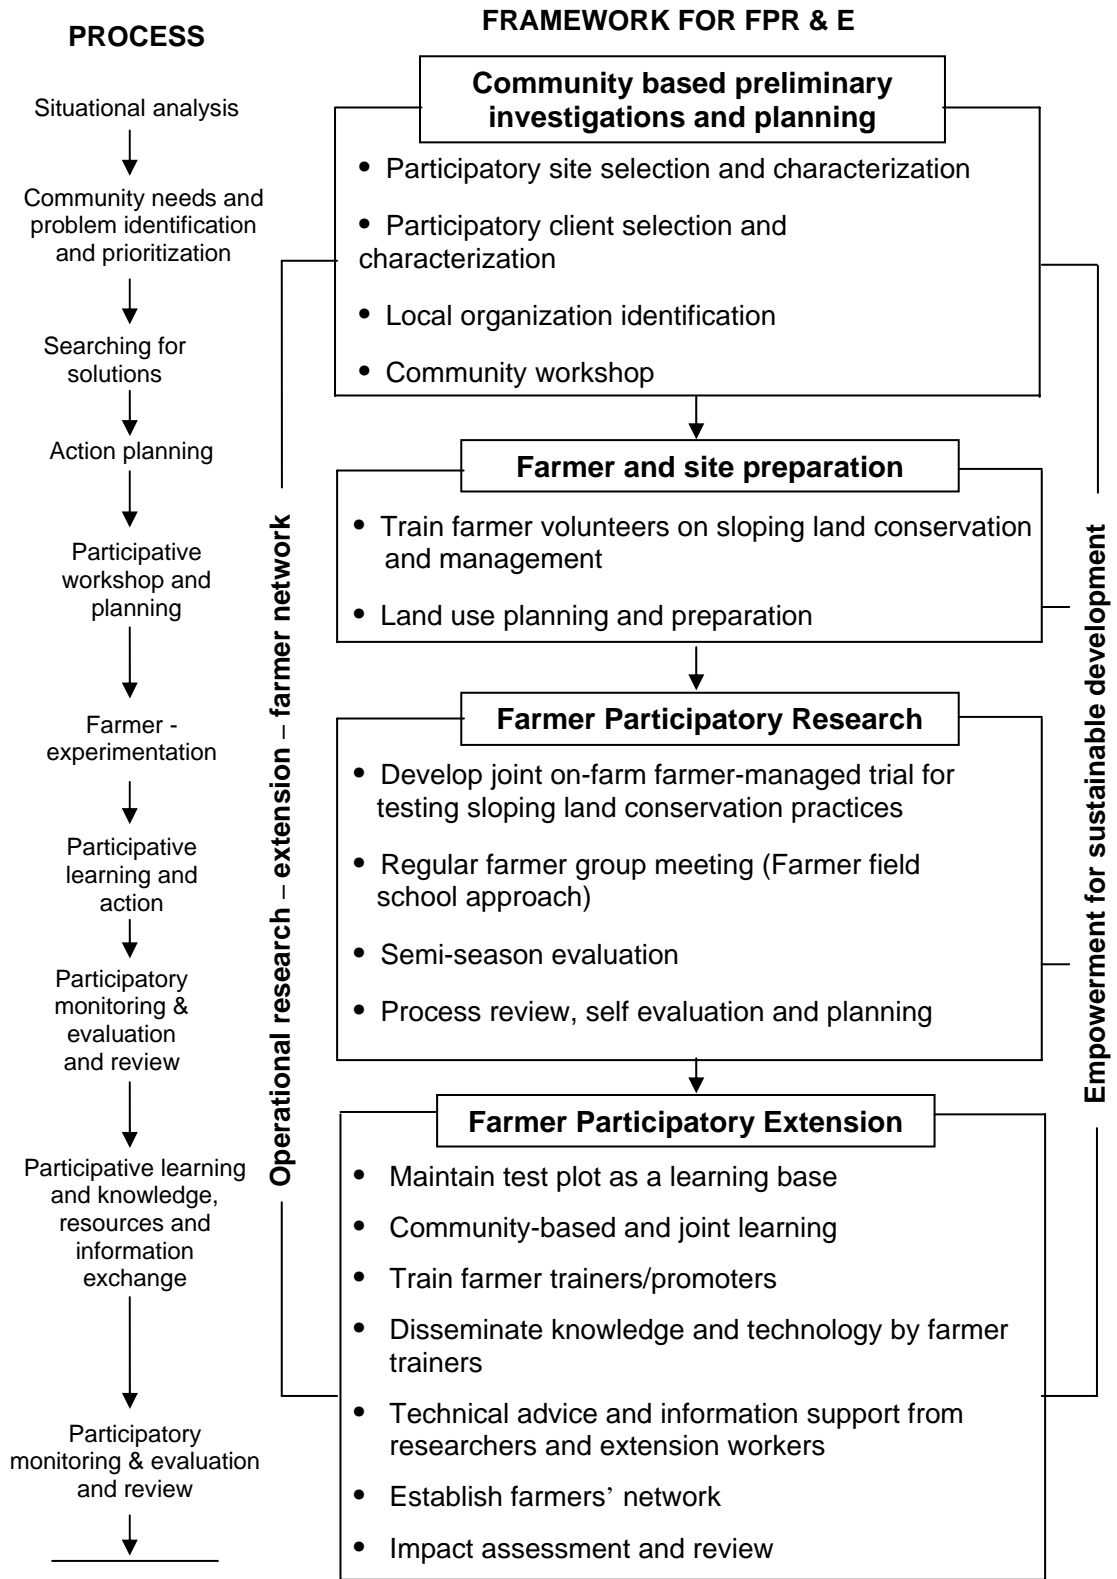 PROCESS
Situational analysis
Community needs and
problem identification
and prioritization
Searching for
solutions
Action planning
Participative
workshop and
planning
Farmer -
experimentation
Participative
learning and
action
Participatory
monitoring &
evaluation
and review
Participative learning
and knowledge,
resources and
information
exchange
Participatory
monitoring & evaluation
and review
Operational research – extension – farmer network
FRAMEWORK FOR FPR & E
Community based preliminary
investigations and planning
• Participatory site selection and characterization
• Participatory client selection and
characterization
• Local organization identification
• Community workshop
Farmer and site preparation
• Train farmer volunteers on sloping land conservation
and management
• Land use planning and preparation
Farmer Participatory Research
• Develop joint on-farm farmer-managed trial for
testing sloping land conservation practices
• Regular farmer group meeting (Farmer field
school approach)
• Semi-season evaluation
• Process review, self evaluation and planning
Farmer Participatory Extension
• Maintain test plot as a learning base
• Community-based and joint learning
• Train farmer trainers/promoters
• Disseminate knowledge and technology by farmer
trainers
• Technical advice and information support from
researchers and extension workers
• Establish farmers’ network
• Impact assessment and review
Empowerment for sustainable development